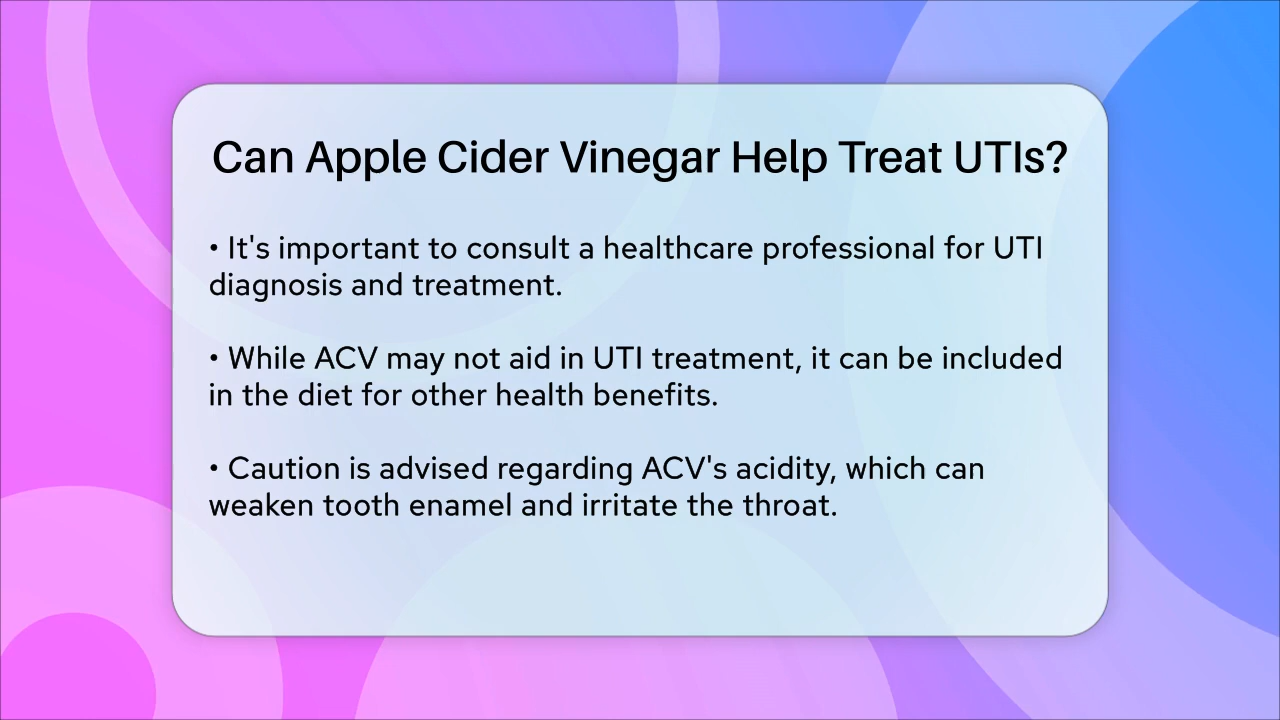 Can Apple Cider Vinegar Help Treat UTIs?
• It's important to consult a healthcare professional for UTI
diagnosis and treatment.
• While ACV may not aid in UTI treatment, it can be included
in the diet for other health benefits.
• Caution is advised regarding ACV's acidity, which can
weaken tooth enamel and irritate the throat.